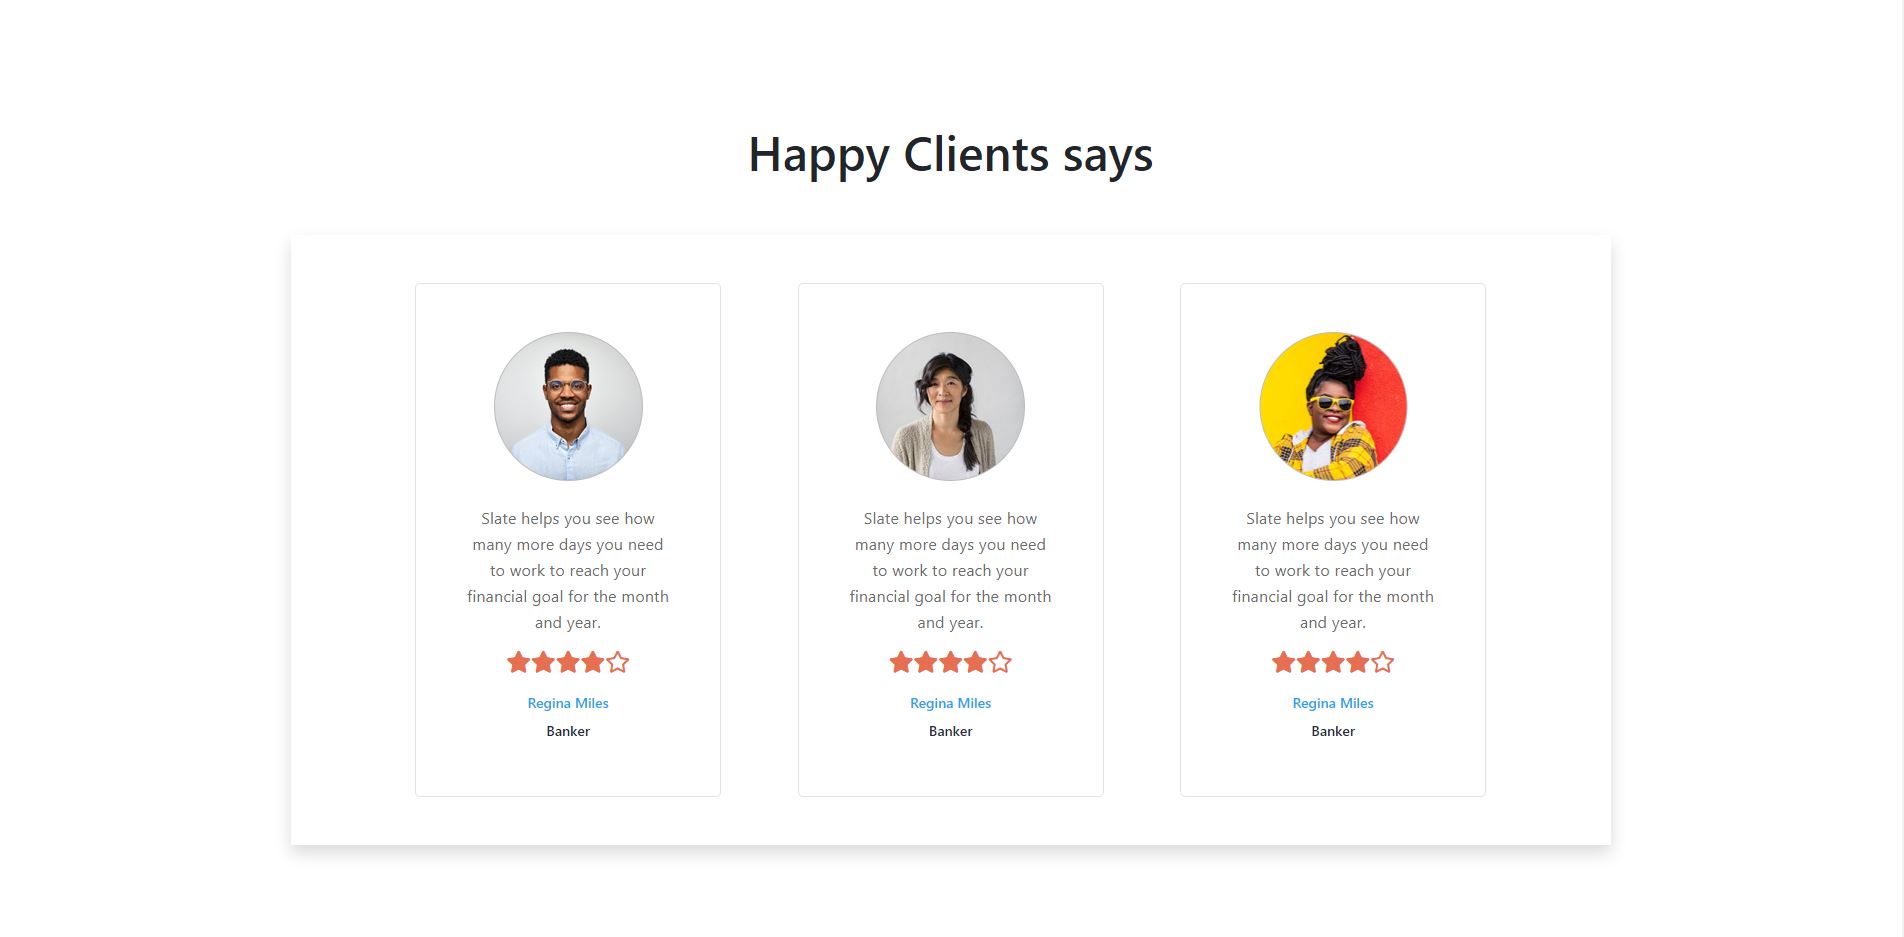 Happy Clients says
Slate helps you see how
many more days you need
to work to reach your
financial goal for the month
and year.
Regina Miles
Banker
Slate helps you see how
many more days you need
to work to reach your
financial goal for the month
and year.
Regina Miles
Banker
Slate helps you see how
many more days you need
to work to reach your
financial goal for the month
and year.
Regina Miles
Banker